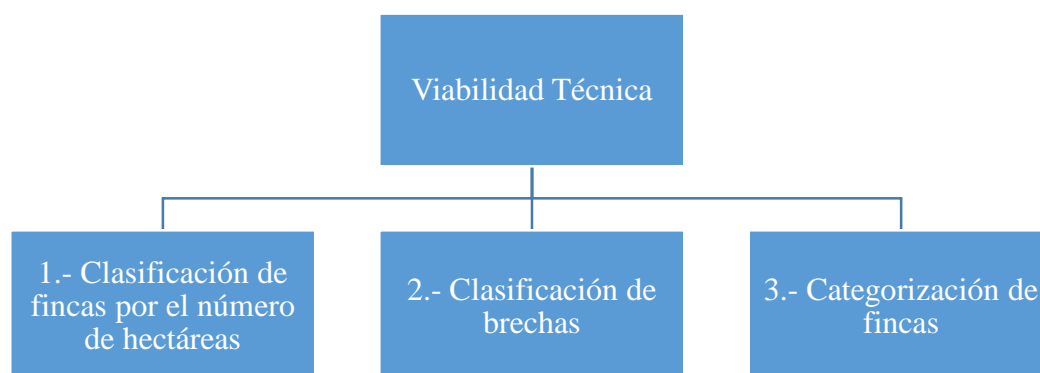 Viabilidad Técnica
1.- Clasificación de
fincas por el número
de hectáreas
2.- Clasificación de
brechas
3.- Categorización de
fincas